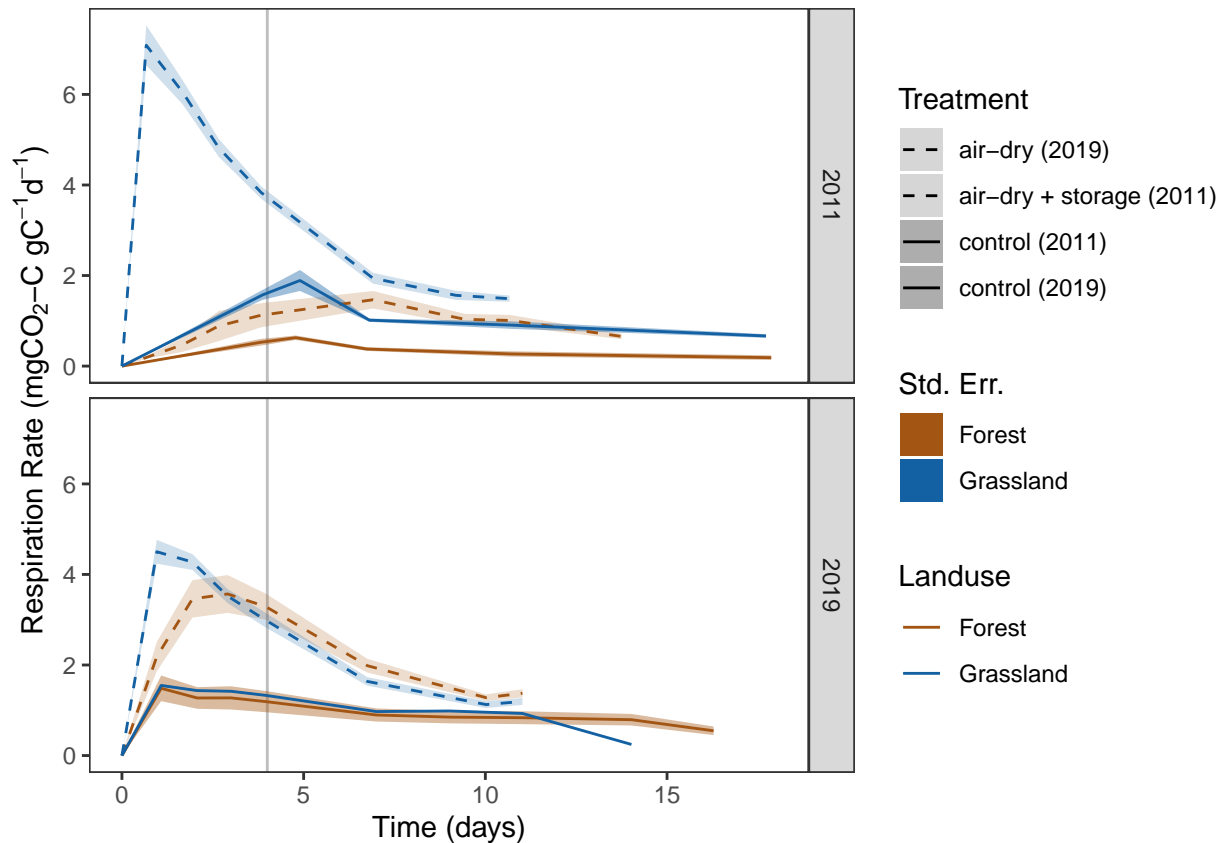 Respiration Rate (mgCO₂−C gC⁻¹d⁻¹)
6
4
2
0
2011
6
4
2
0
2019
0
5
10
15
Time (days)
Treatment
air−dry (2019)
air−dry + storage (2011)
control (2011)
control (2019)
Std. Err.
Forest
Grassland
Landuse
Forest
Grassland